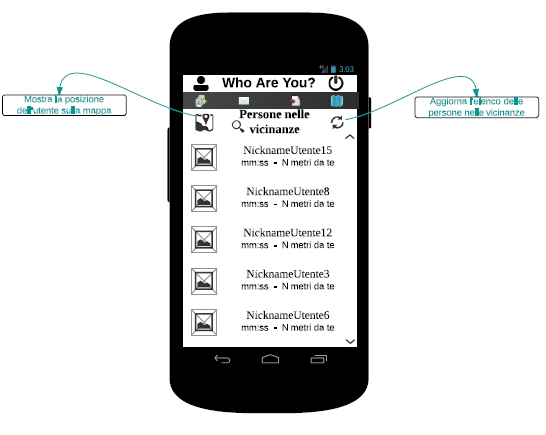 4G 3:03
Who Are You?
Mostra la posizione
dell'utente sulla mappa
Aggiorna l'elenco delle
persone nelle vicinanze
Persone nelle
vicinanze
NicknameUtente15
mm:ss - N metri da te
NicknameUtente8
mm:ss - N metri da te
NicknameUtente12
mm:ss - N metri da te
NicknameUtente3
mm:ss - N metri da te
NicknameUtente6
mm:ss - N metri da te